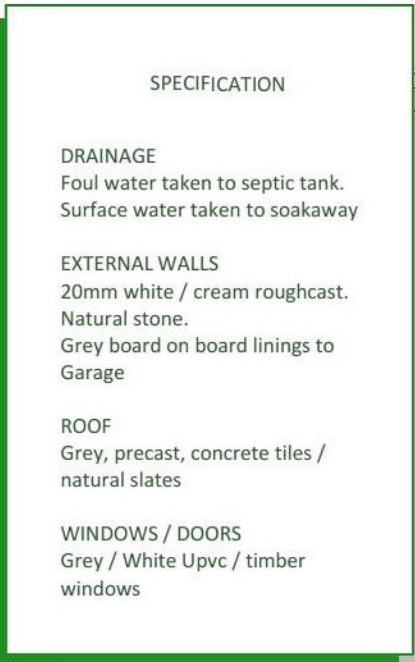 SPECIFICATION
DRAINAGE
Foul water taken to septic tank.
Surface water taken to soakaway
EXTERNAL WALLS
20mm white / cream roughcast.
Natural stone.
Grey board on board linings to
Garage
ROOF
Grey, precast, concrete tiles /
natural slates
WINDOWS / DOORS
Grey / White Upvc / timber
windows